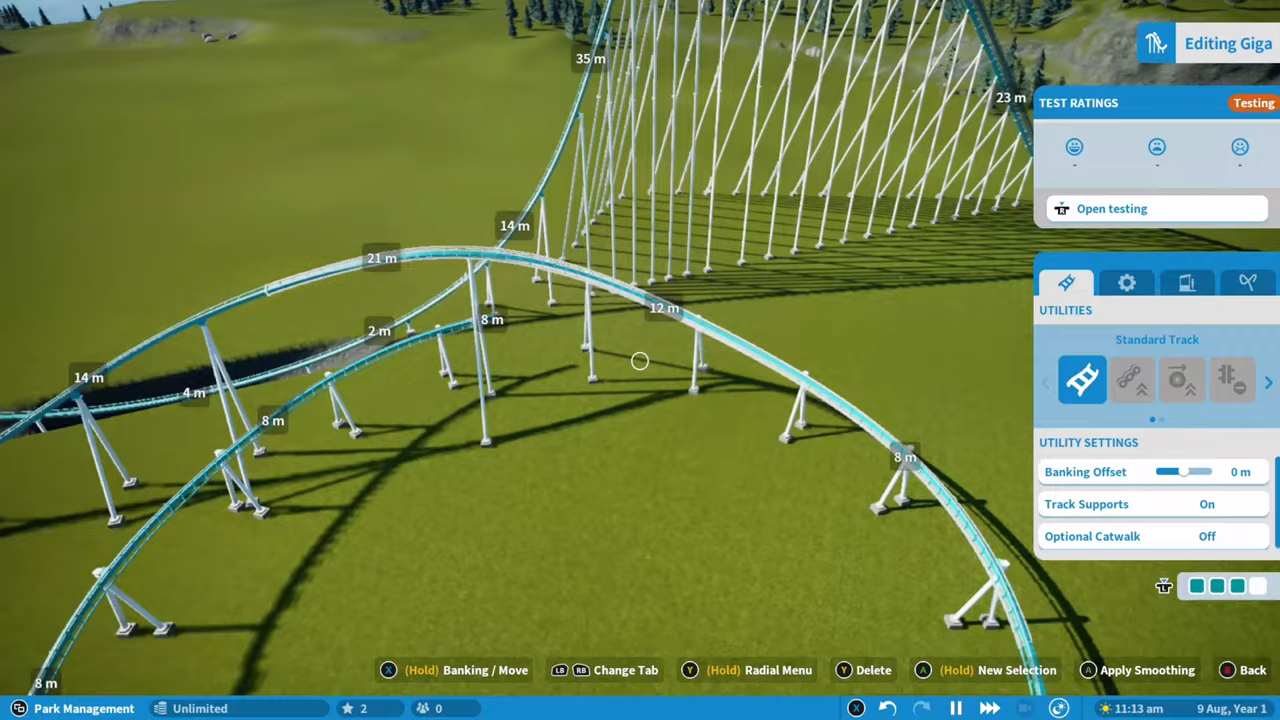 35 m
Editing Giga
23 m
TEST RATINGS
Testing
- - -
Open testing
14 m
21 m
12 m
8 m
2 m
14 m
4 m
8 m
8 m
8 m
UTILITIES
Standard Track
UTILITY SETTINGS
Banking Offset 0 m
Track Supports On
Optional Catwalk Off
X (Hold) Banking / Move LB RB Change Tab Y (Hold) Radial Menu Y Delete A (Hold) New Selection A Apply Smoothing B Back
Park Management Unlimited 2 0 X 11:13 am 9 Aug, Year 1